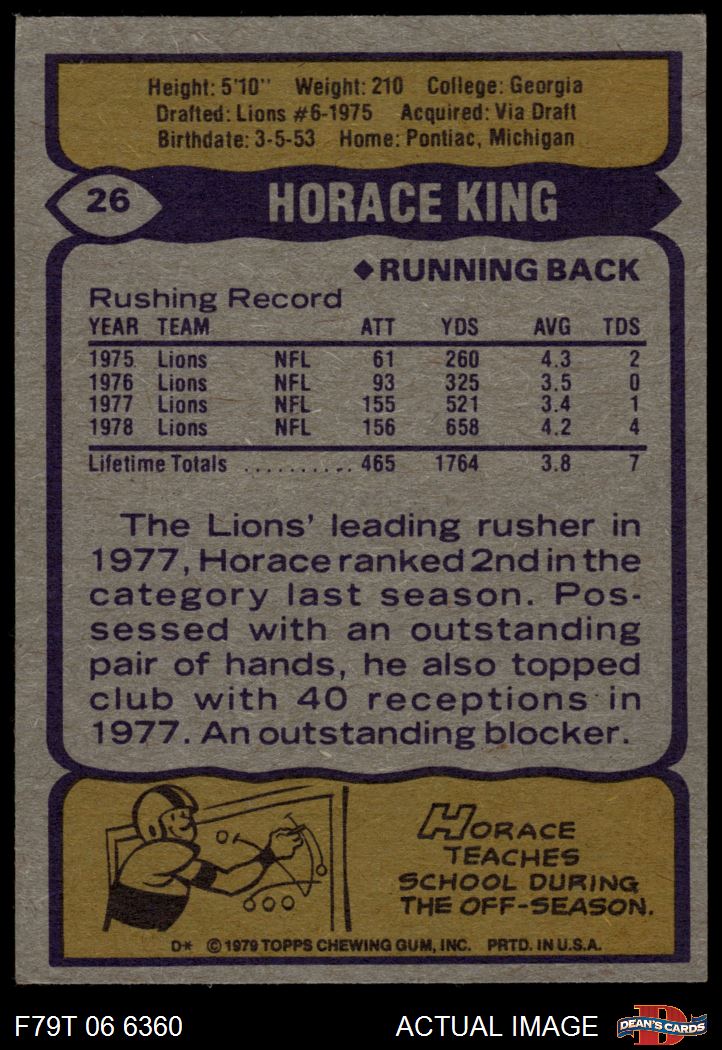 Height: 5'10" Weight: 210 College: Georgia
Drafted: Lions #6-1975 Acquired: Via Draft
Birthdate: 3-5-53 Home: Pontiac, Michigan
26 HORACE KING
◆RUNNING BACK
Rushing Record
YEAR TEAM ATT YDS AVG TDS
1975 Lions NFL 61 260 4.3 2
1976 Lions NFL 93 325 3.5 0
1977 Lions NFL 155 521 3.4 1
1978 Lions NFL 156 658 4.2 4
Lifetime Totals .......... 465 1764 3.8 7
The Lions' leading rusher in
1977, Horace ranked 2nd in the
category last season. Pos-
sessed with an outstanding
pair of hands, he also topped
club with 40 receptions in
1977. An outstanding blocker.
HORACE
TEACHES
SCHOOL DURING
THE OFF-SEASON.
D* © 1979 TOPPS CHEWING GUM, INC. PRTD. IN U.S.A.
F79T 06 6360 ACTUAL IMAGE D DEAN'S CARDS